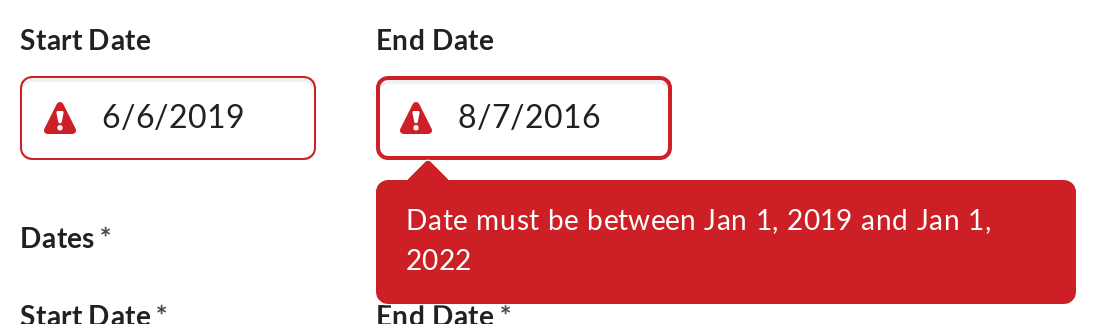 Start Date
End Date
6/6/2019
8/7/2016
Date must be between Jan 1, 2019 and Jan 1,
2022
Dates *
Start Date *
End Date *